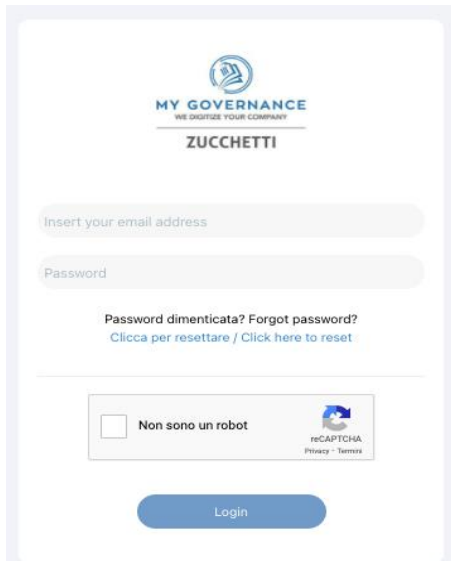 MY GOVERNANCE
WE DIGITIZE YOUR COMPANY
ZUCCHETTI
Insert your email address
Password
Password dimenticata? Forgot password?
Clicca per resettare / Click here to reset
Non sono un robot
reCAPTCHA
Privacy - Termini
Login